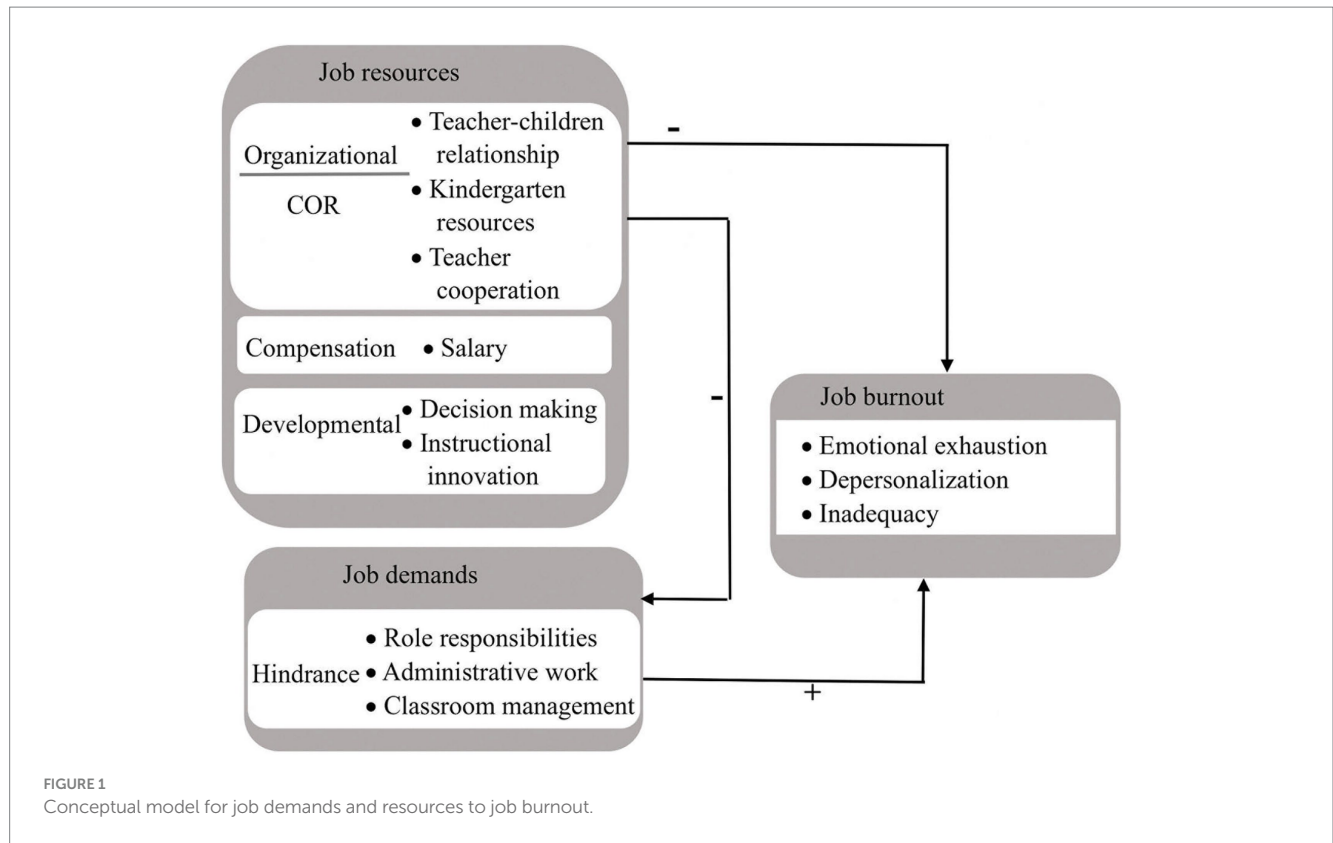 Job resources
Organizational
COR
• Teacher-children
relationship
• Kindergarten
resources
• Teacher
cooperation
Compensation • Salary
Developmental
• Decision making
• Instructional
innovation
-
-
Job burnout
• Emotional exhaustion
• Depersonalization
• Inadequacy
Job demands
Hindrance
• Role responsibilities
• Administrative work
• Classroom management
+
FIGURE 1
Conceptual model for job demands and resources to job burnout.